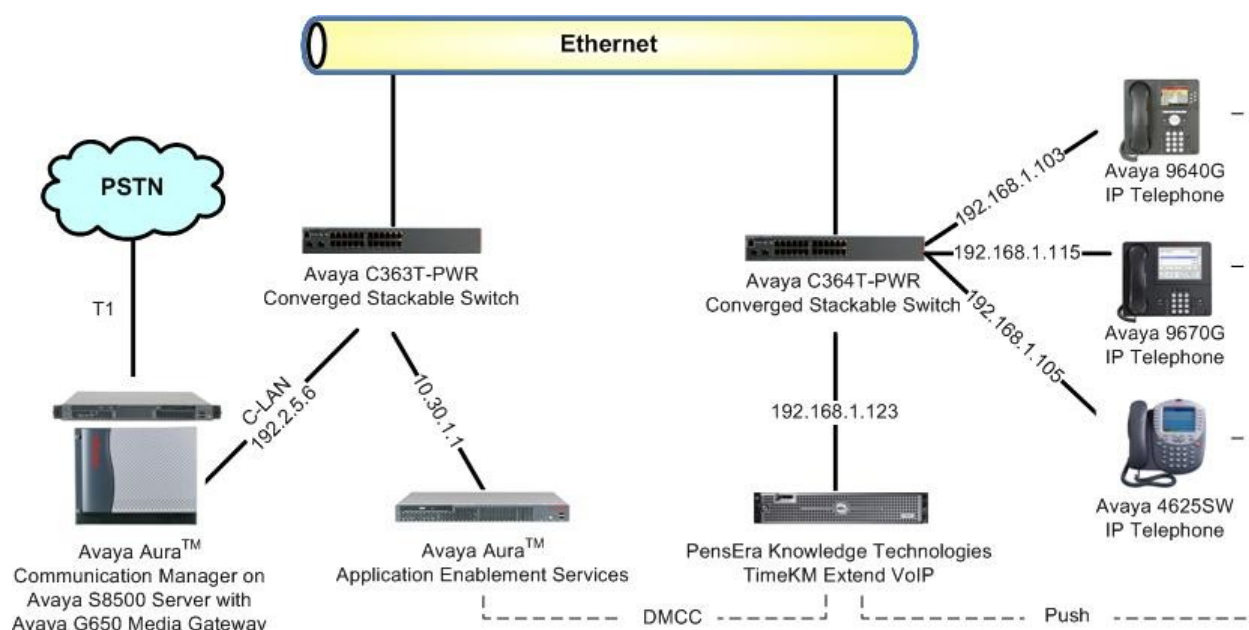 Ethernet
PSTN
T1
Avaya C363T-PWR
Converged Stackable Switch
Avaya C364T-PWR
Converged Stackable Switch
192.168.1.103
192.168.1.115
192.168.1.105
Avaya 9640G
IP Telephone
Avaya 9670G
IP Telephone
Avaya 4625SW
IP Telephone
C-LAN
192.2.5.6
10.30.1.1
192.168.1.123
Avaya Aura™
Communication Manager on
Avaya S8500 Server with
Avaya G650 Media Gateway
Avaya Aura™
Application Enablement Services
PensEra Knowledge Technologies
TimeKM Extend VoIP
DMCC
Push